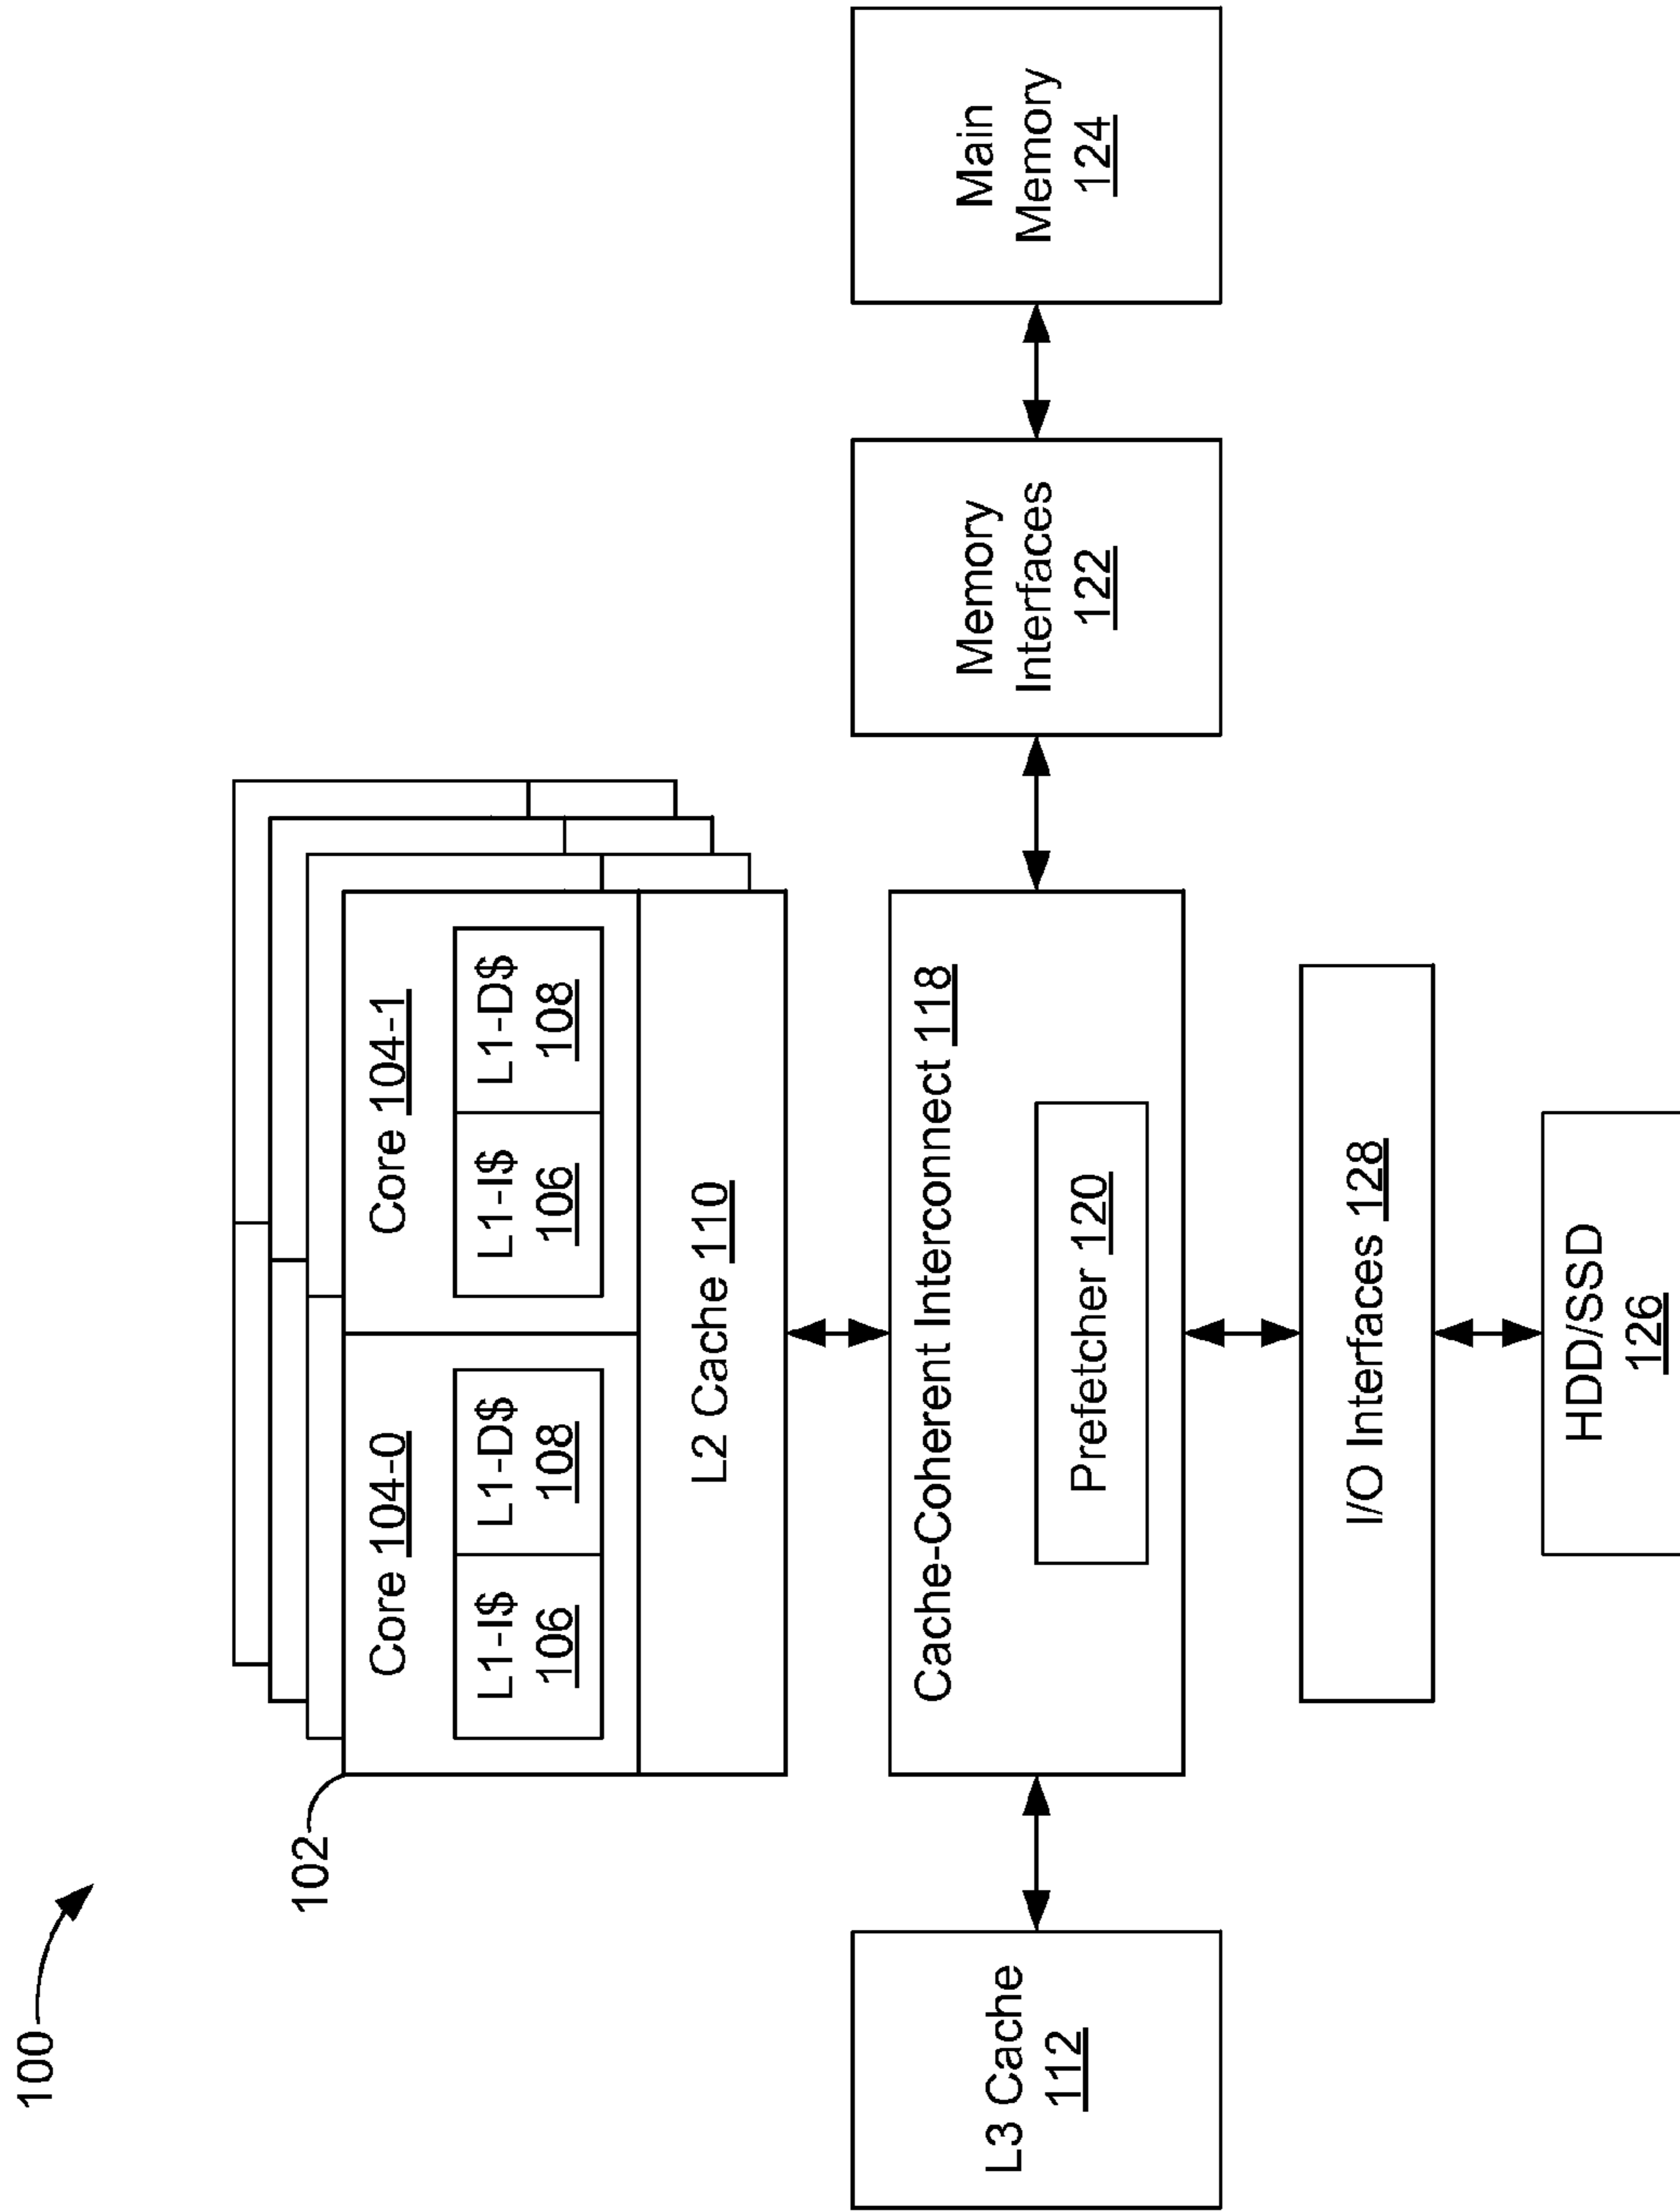 100
102
Core 104-0
L1-I$
106
L1-D$
108
Core 104-1
L1-I$
106
L1-D$
108
L2 Cache 110
L3 Cache
112
Cache-Coherent Interconnect 118
Prefetcher 120
Memory
Interfaces
122
Main
Memory
124
I/O Interfaces 128
HDD/SSD
126